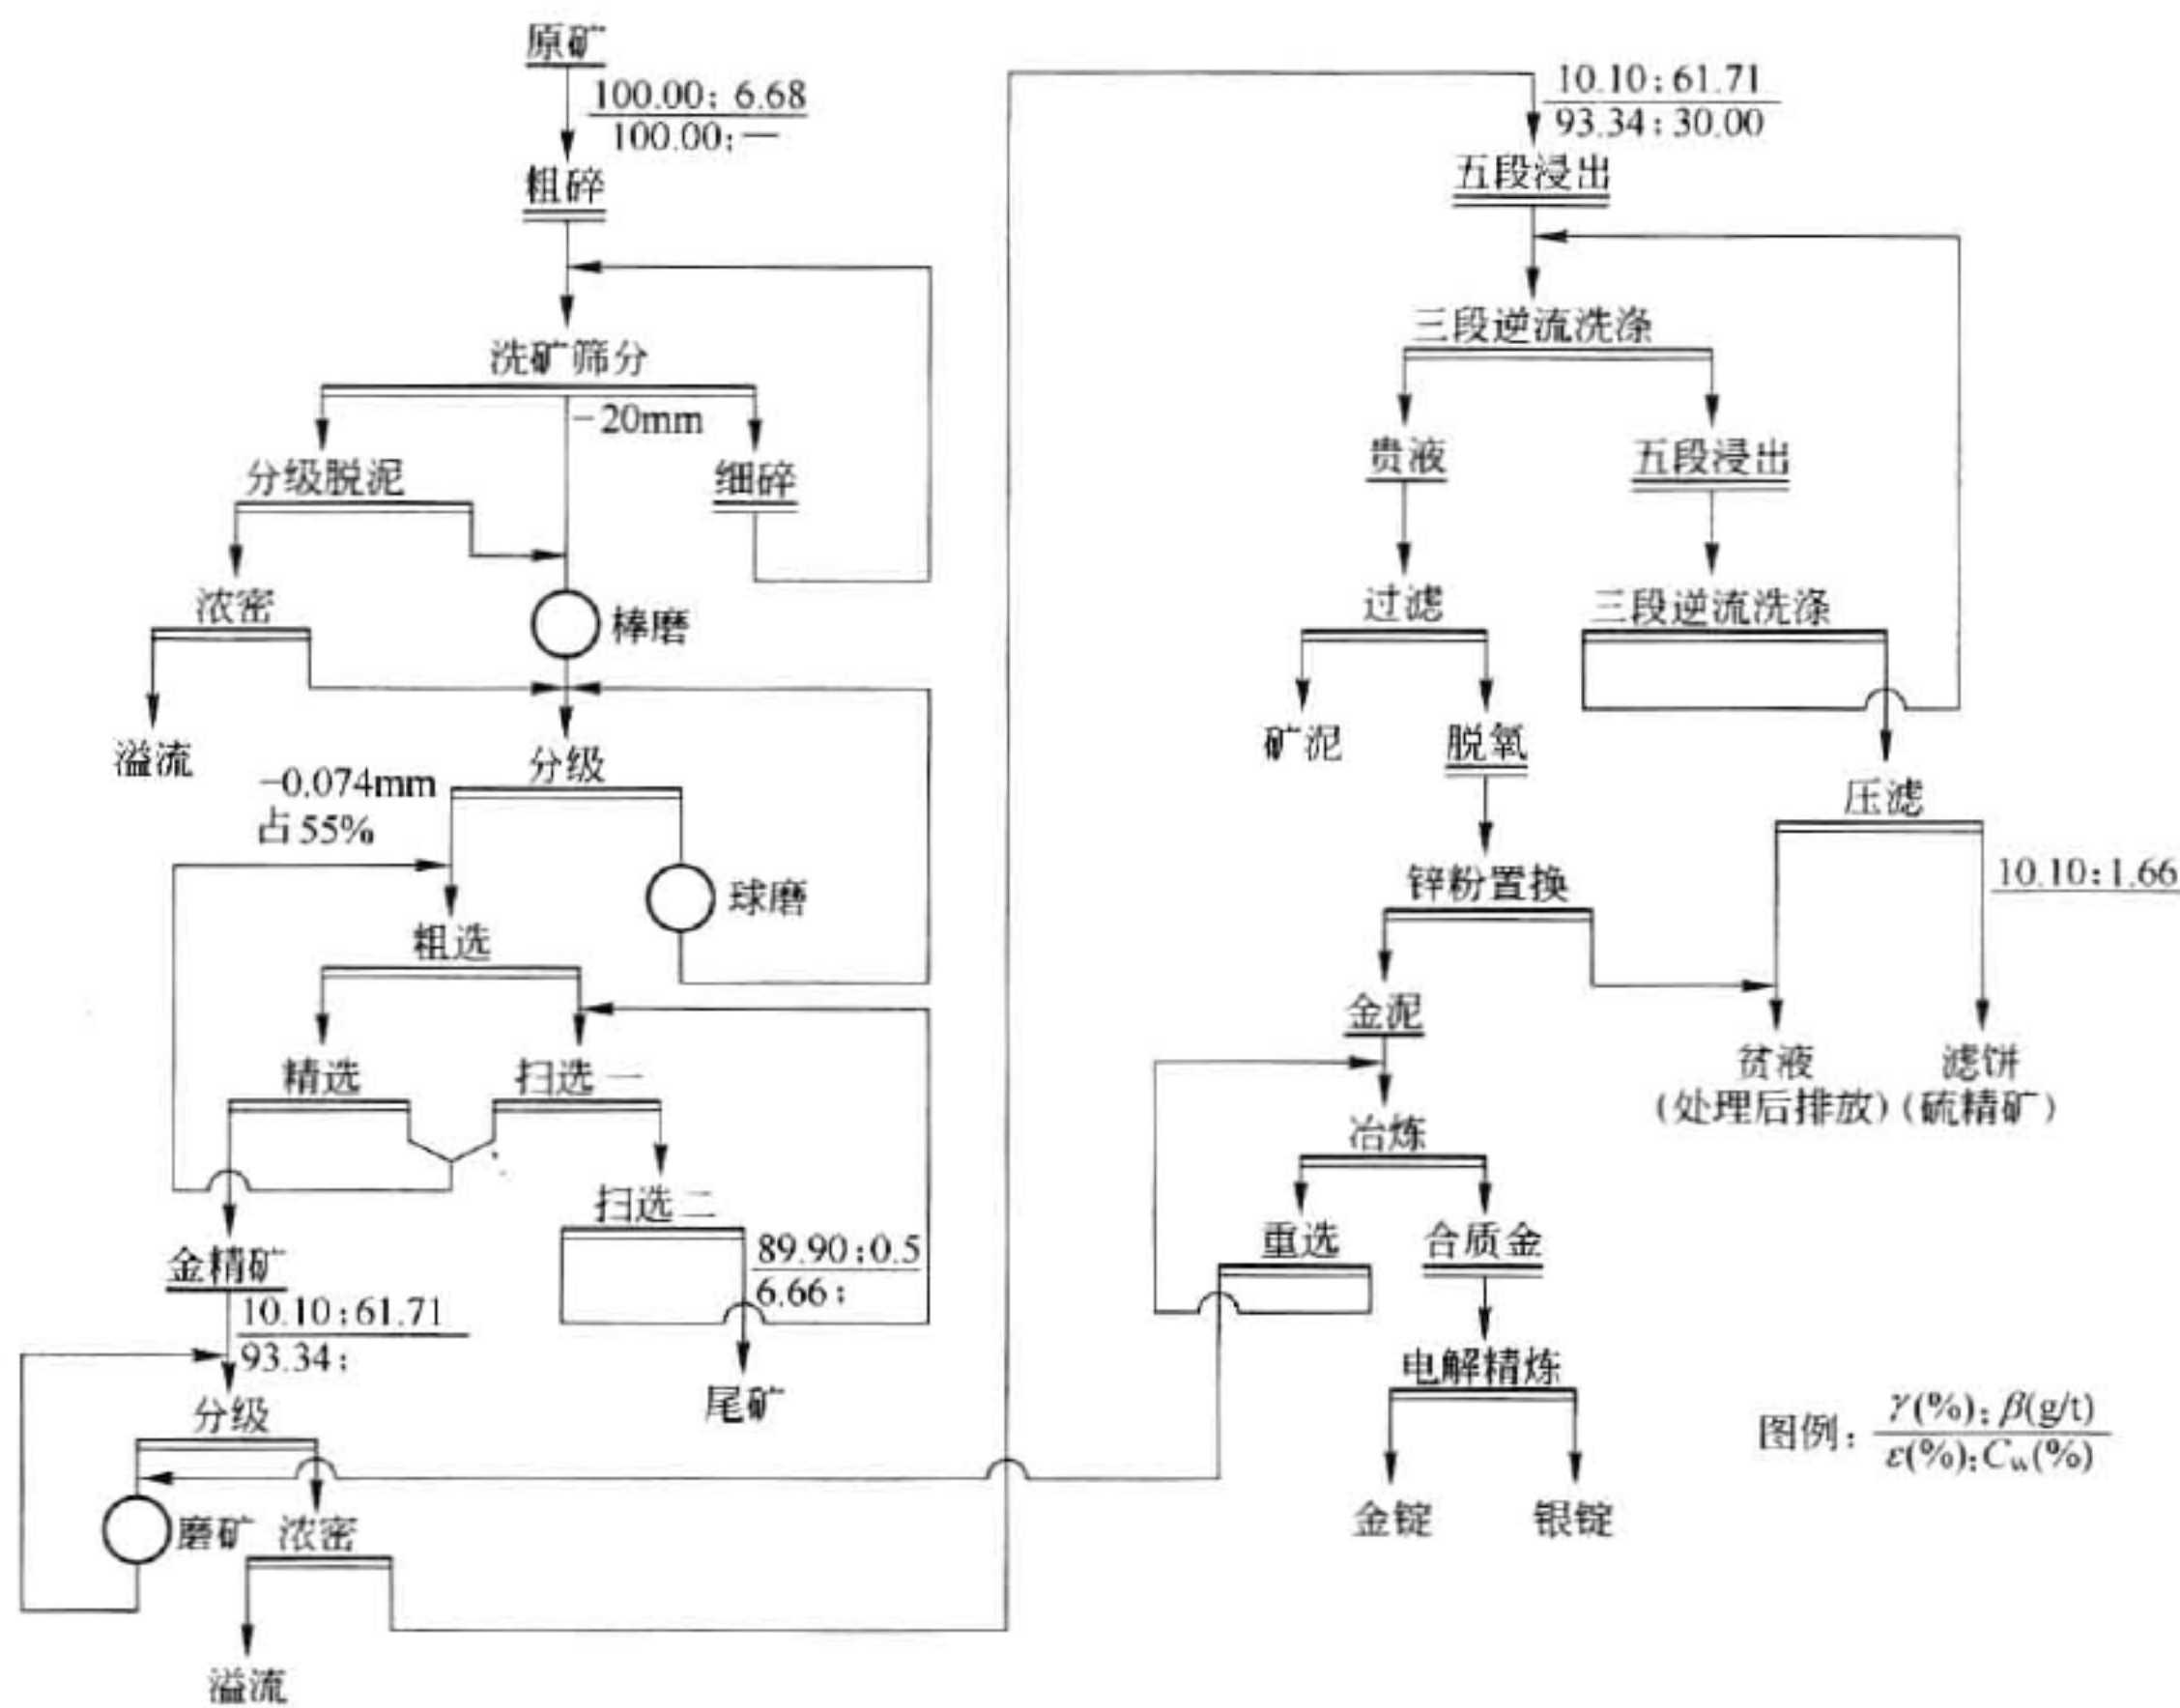 原矿
100.00; 6.68
100.00;—
粗碎
洗矿筛分
-20mm
分级脱泥
细碎
浓密
棒磨
溢流
分级
-0.074mm
占55%
球磨
粗选
精选
扫选一
扫选二
89.90;0.5
6.66;
金精矿
10.10;61.71
93.34;
尾矿
分级
磨矿
浓密
溢流
10.10;61.71
93.34;30.00
五段浸出
三段逆流洗涤
贵液
五段浸出
过滤
三段逆流洗涤
矿泥
脱氧
压滤
10.10;1.66
锌粉置换
金泥
贫液
(处理后排放)
滤饼
(硫精矿)
冶炼
重选
合质金
电解精炼
金锭
银锭
图例:
γ(%); β(g/t)
ε(%);Cw(%)